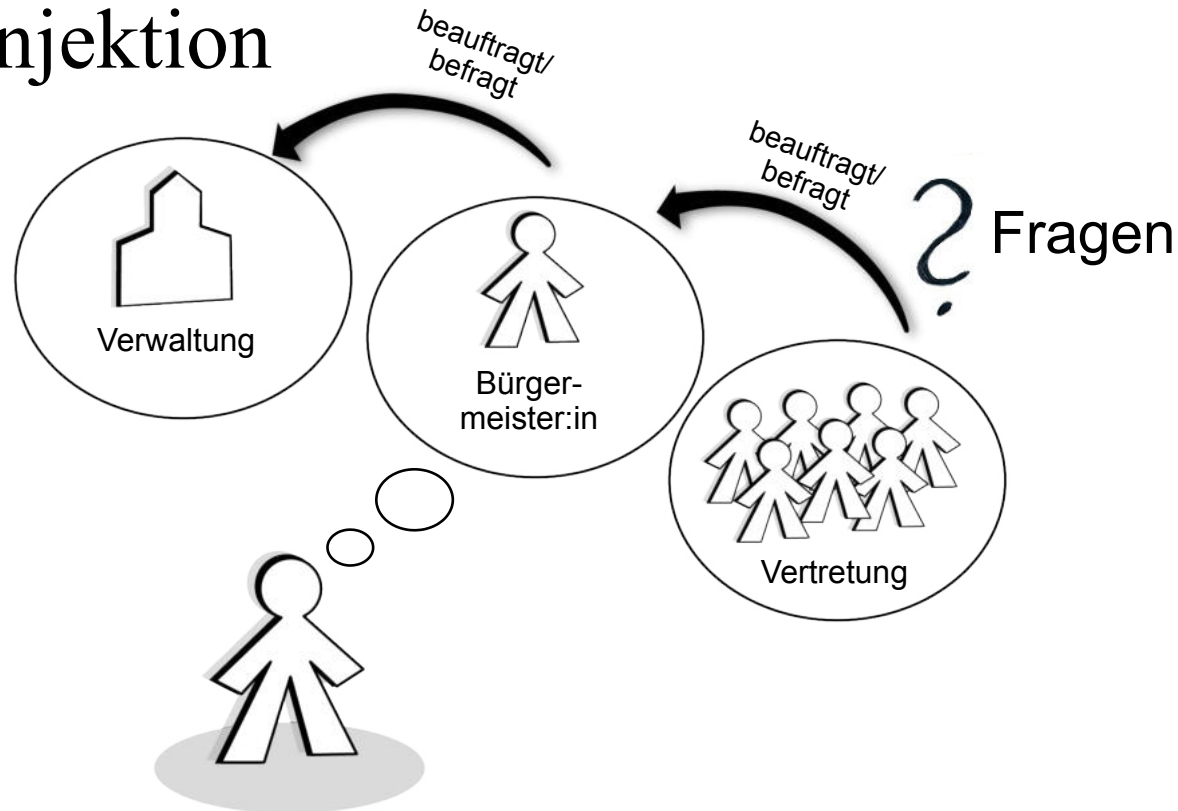 njektion
beauftragt/
befragt
beauftragt/
befragt
? Fragen
Verwaltung
Bürger-
meister:in
Vertretung